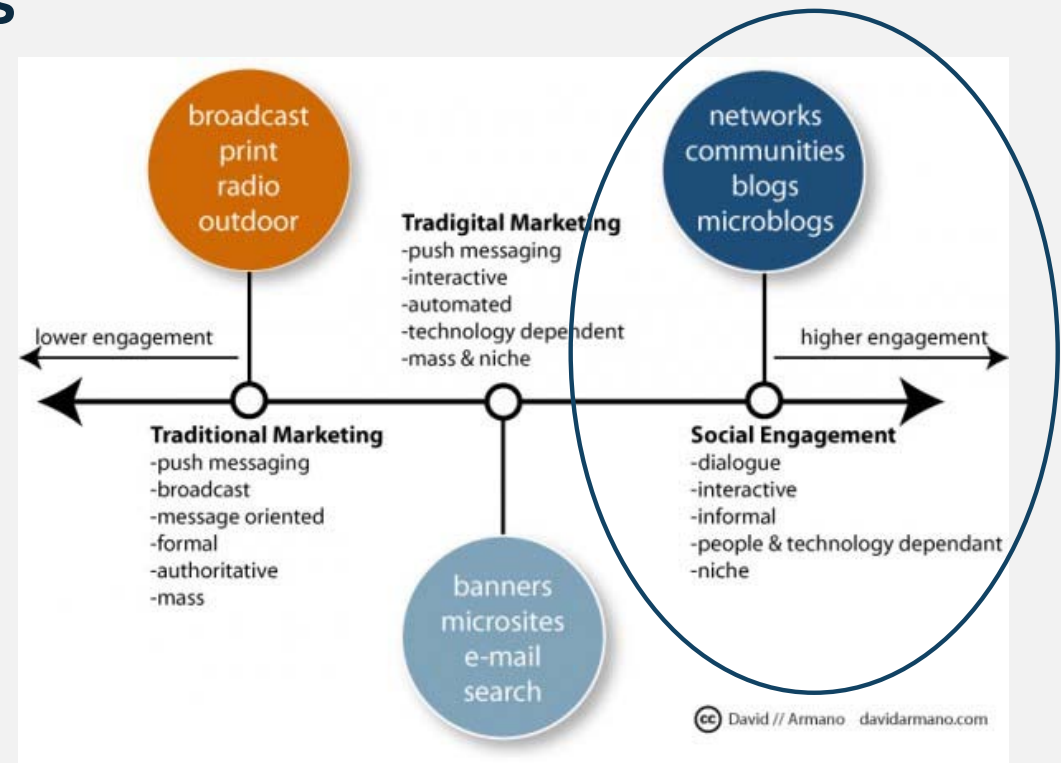 s
broadcast
print
radio
outdoor
networks
communities
blogs
microblogs
Tradigital Marketing
-push messaging
-interactive
-automated
-technology dependent
-mass & niche
lower engagement
higher engagement
Traditional Marketing
-push messaging
-broadcast
-message oriented
-formal
-authoritative
-mass
Social Engagement
-dialogue
-interactive
-informal
-people & technology dependant
-niche
banners
microsites
e-mail
search
cc David // Armano davidarmano.com